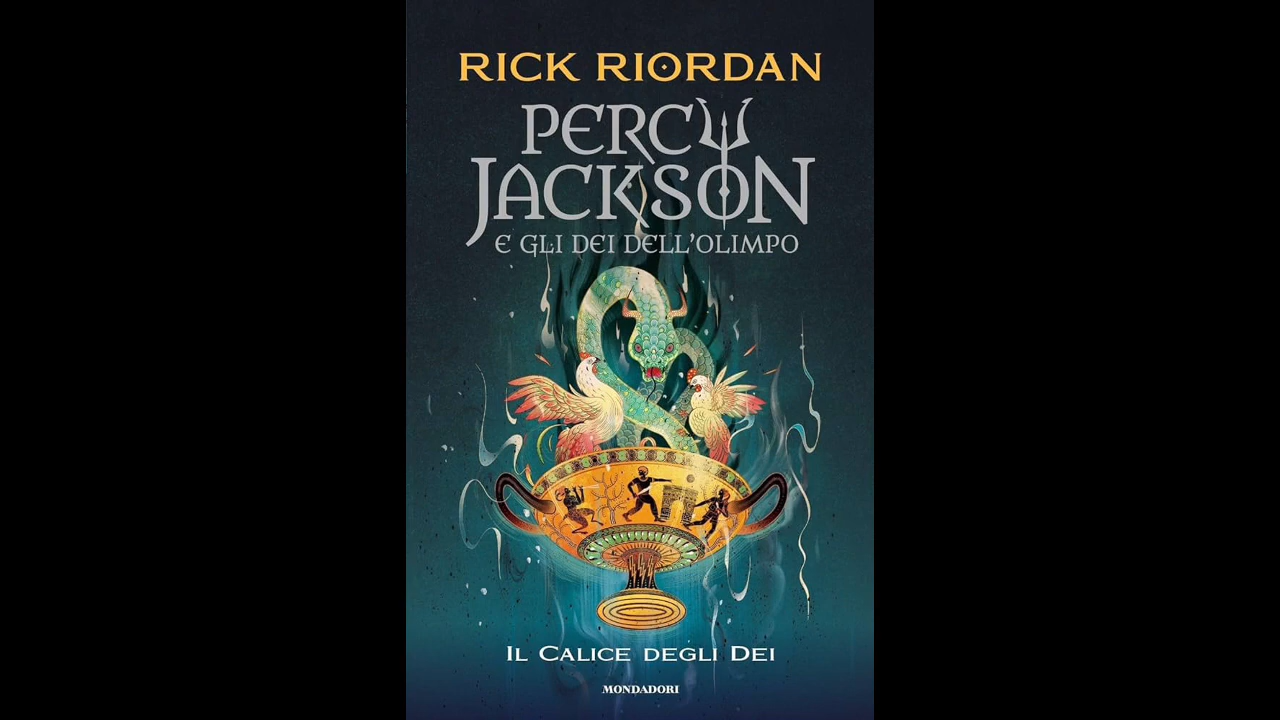 RICK RIORDAN
PERCY
JACKSON
E GLI DEI DELL'OLIMPO
IL CALICE DEGLI DEI
MONDADORI